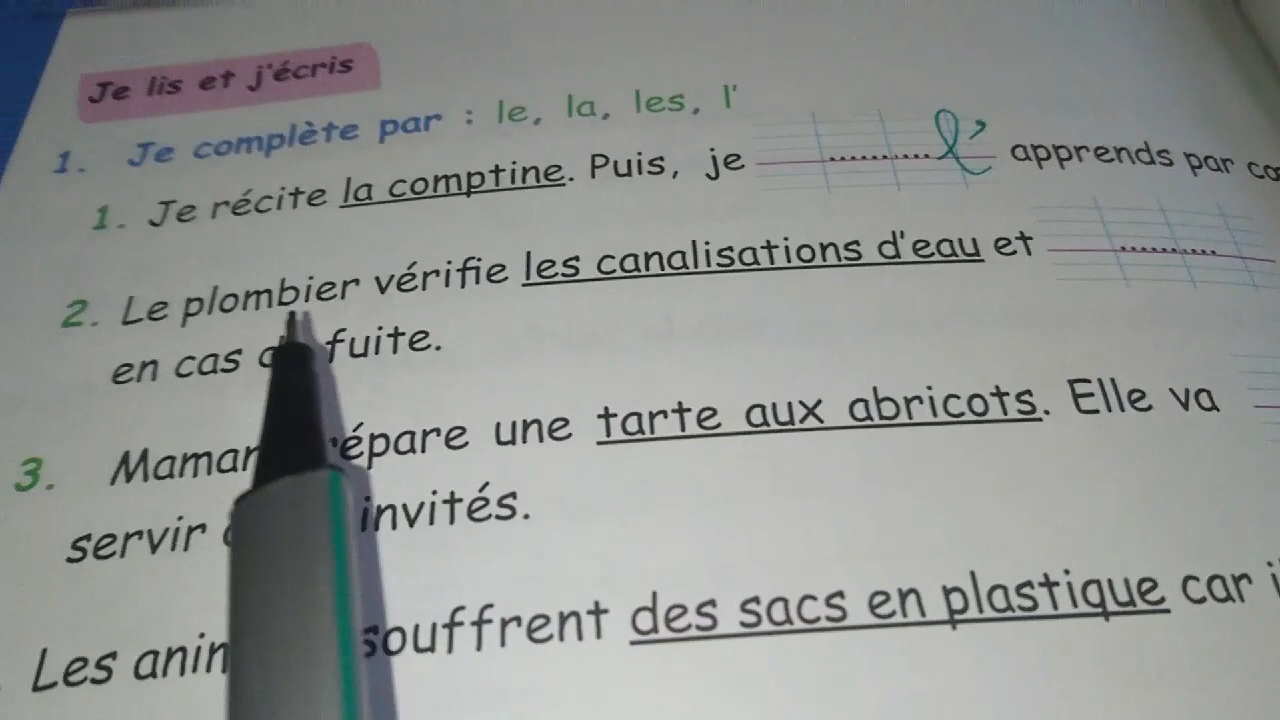 Je lis et j'écris
1. Je complète par : le, la, les, l'
1. Je récite la comptine. Puis, je ..........l' apprends par
2. Le plombier vérifie les canalisations d'eau et ..........
en cas fuite.
3. Maman épare une tarte aux abricots. Elle va
servir invités.
Les souffrent des sacs en plastique car